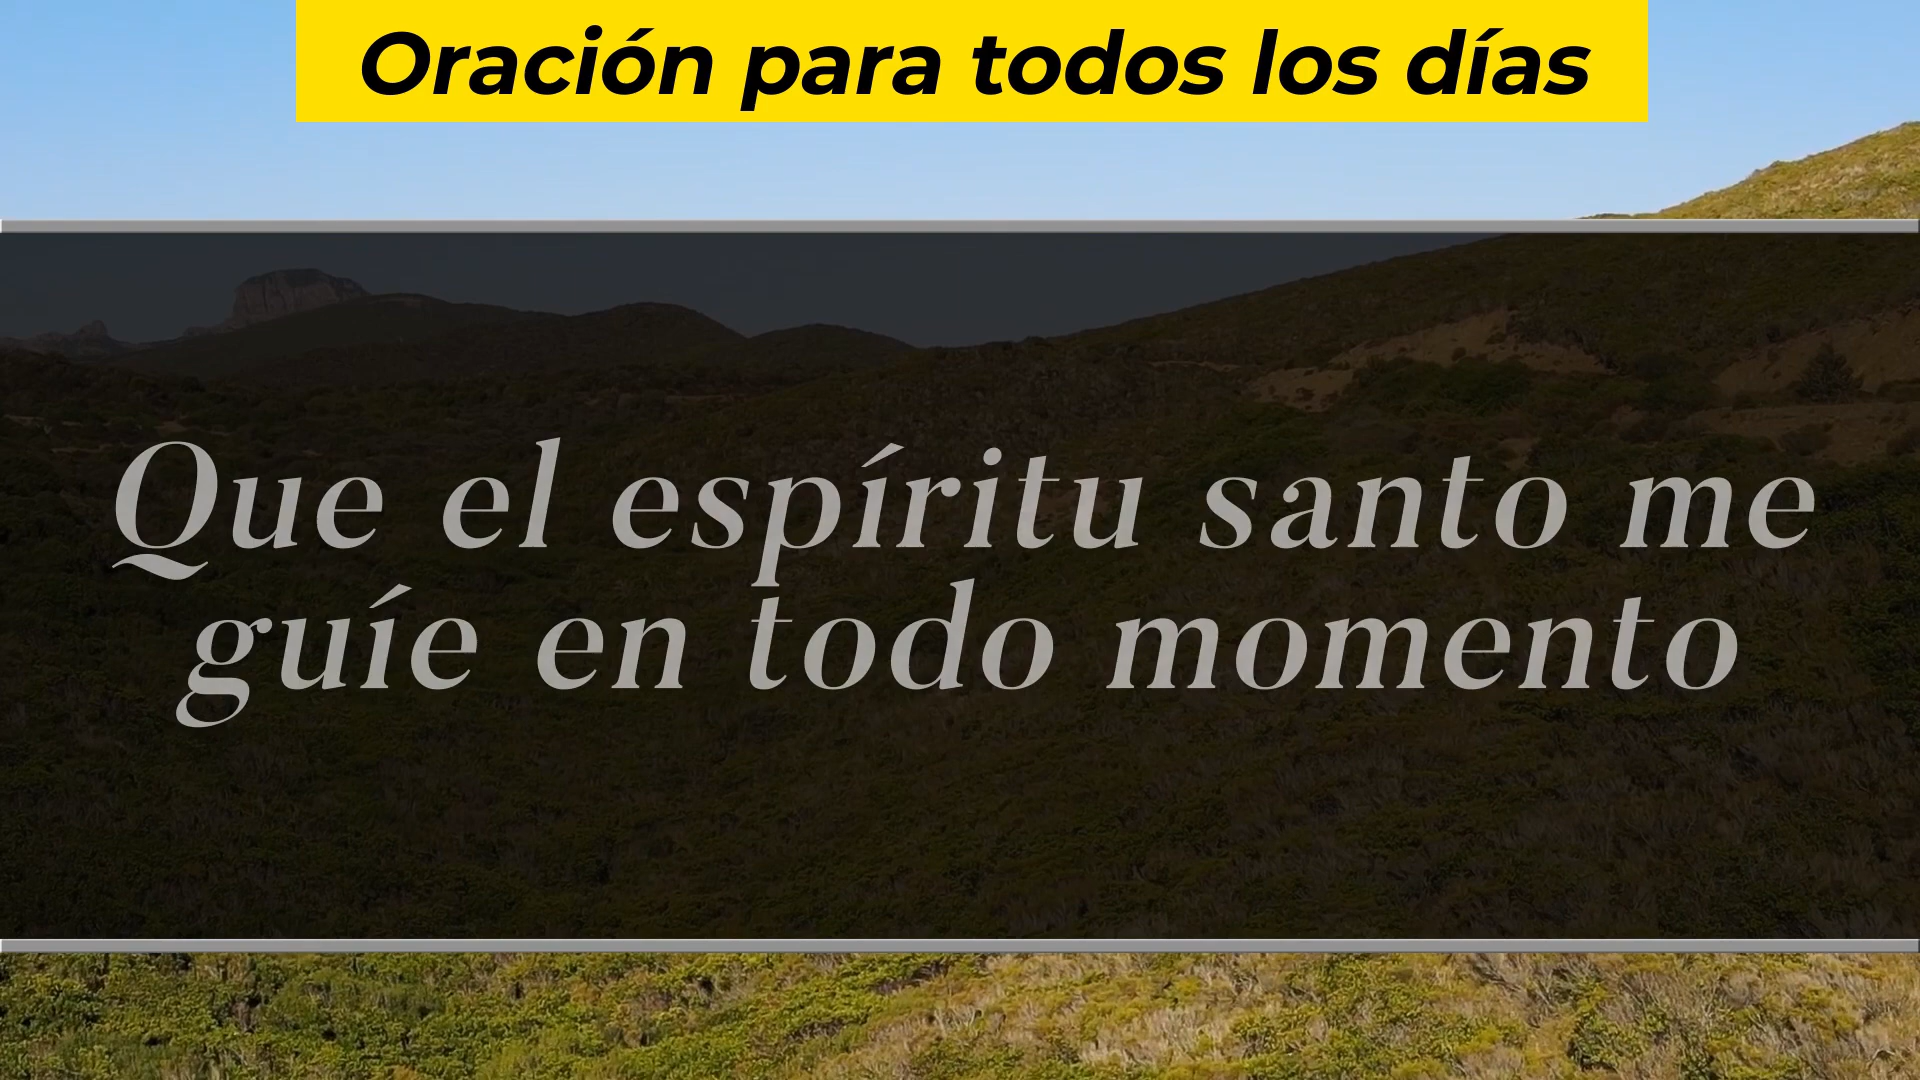 Oración para todos los días
Que el espíritu santo me
guíe en todo momento